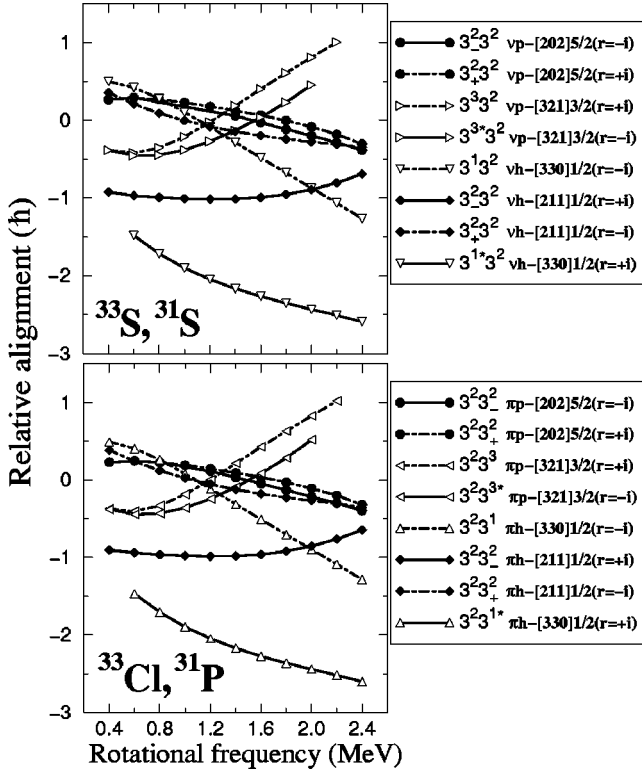 Relative alignment (ħ)
1
0
−1
−2
−3
³³S, ³¹S
3²₋3² νp−[202]5/2(r=−i)
3²₊3² νp−[202]5/2(r=+i)
3³3² νp−[321]3/2(r=+i)
3³*3² νp−[321]3/2(r=−i)
3¹3² νh−[330]1/2(r=−i)
3²₋3² νh−[211]1/2(r=+i)
3²₊3² νh−[211]1/2(r=−i)
3¹*3² νh−[330]1/2(r=+i)
1
0
−1
−2
−3
³³Cl, ³¹P
3²3²₋ πp−[202]5/2(r=−i)
3²3²₊ πp−[202]5/2(r=+i)
3²3³ πp−[321]3/2(r=+i)
3²3³* πp−[321]3/2(r=−i)
3²3¹ πh−[330]1/2(r=−i)
3²3²₋ πh−[211]1/2(r=+i)
3²3²₊ πh−[211]1/2(r=−i)
3²3¹* πh−[330]1/2(r=+i)
0.4 0.8 1.2 1.6 2.0 2.4
Rotational frequency (MeV)